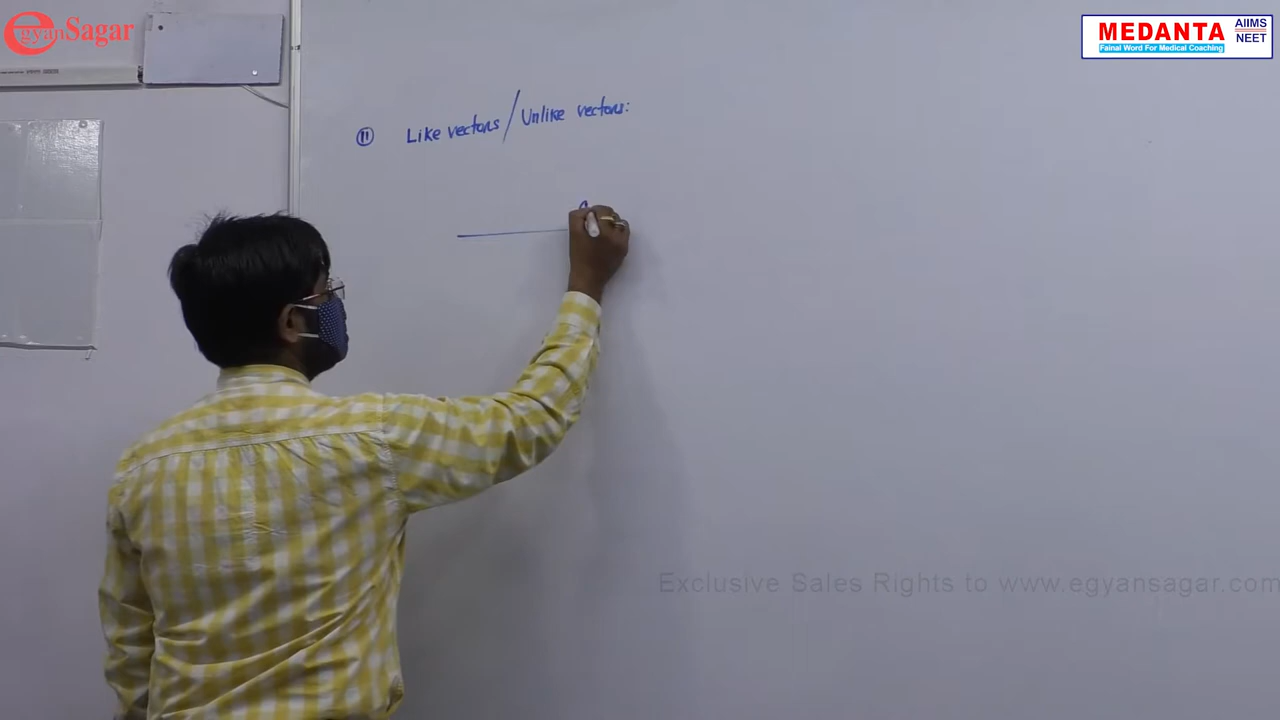 egyanSagar
MEDANTA
Fainal Word For Medical Coaching
AIIMS
NEET
11 Like vectors / Unlike vectors:
Exclusive Sales Rights to www.egyansagar.com